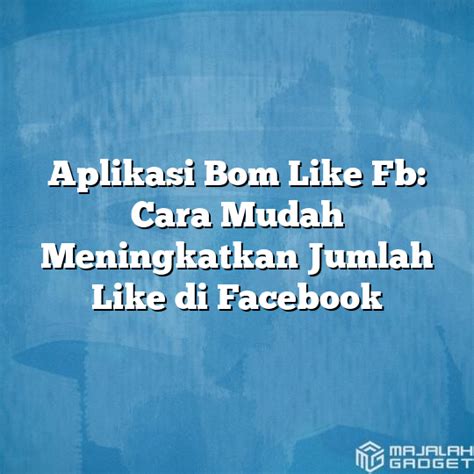 Aplikasi Bom Like Fb:
Cara Mudah
Meningkatkan Jumlah
Like di Facebook
MAJALAH
GADGET